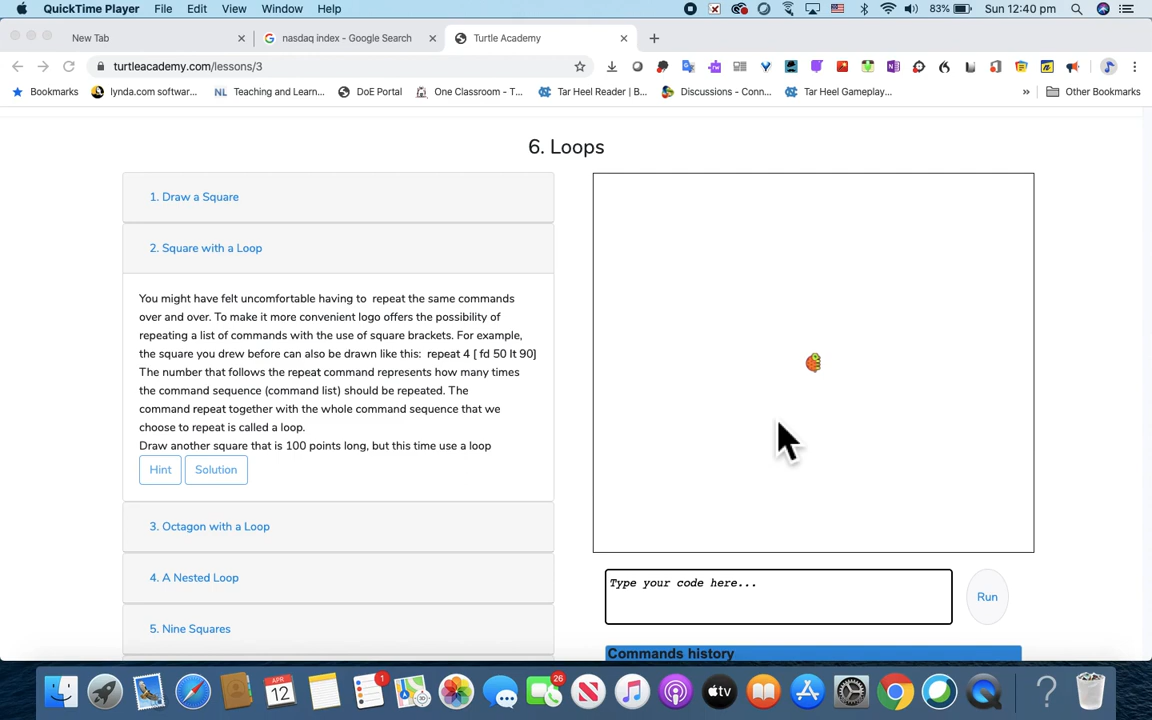 QuickTime Player File Edit View Window Help 83% Sun 12:40 pm
New Tab nasdaq index - Google Search Turtle Academy
turtleacademy.com/lessons/3
Bookmarks lynda.com softwar... NL Teaching and Learn... DoE Portal One Classroom - T... Tar Heel Reader | B... Discussions - Conn... Tar Heel Gameplay... » Other Bookmarks
6. Loops
1. Draw a Square
2. Square with a Loop
You might have felt uncomfortable having to repeat the same commands
over and over. To make it more convenient logo offers the possibility of
repeating a list of commands with the use of square brackets. For example,
the square you drew before can also be drawn like this: repeat 4 [ fd 50 lt 90]
The number that follows the repeat command represents how many times
the command sequence (command list) should be repeated. The
command repeat together with the whole command sequence that we
choose to repeat is called a loop.
Draw another square that is 100 points long, but this time use a loop
Hint Solution
3. Octagon with a Loop
4. A Nested Loop
5. Nine Squares
Type your code here...
Run
Commands history
APR
12
1
26
tv